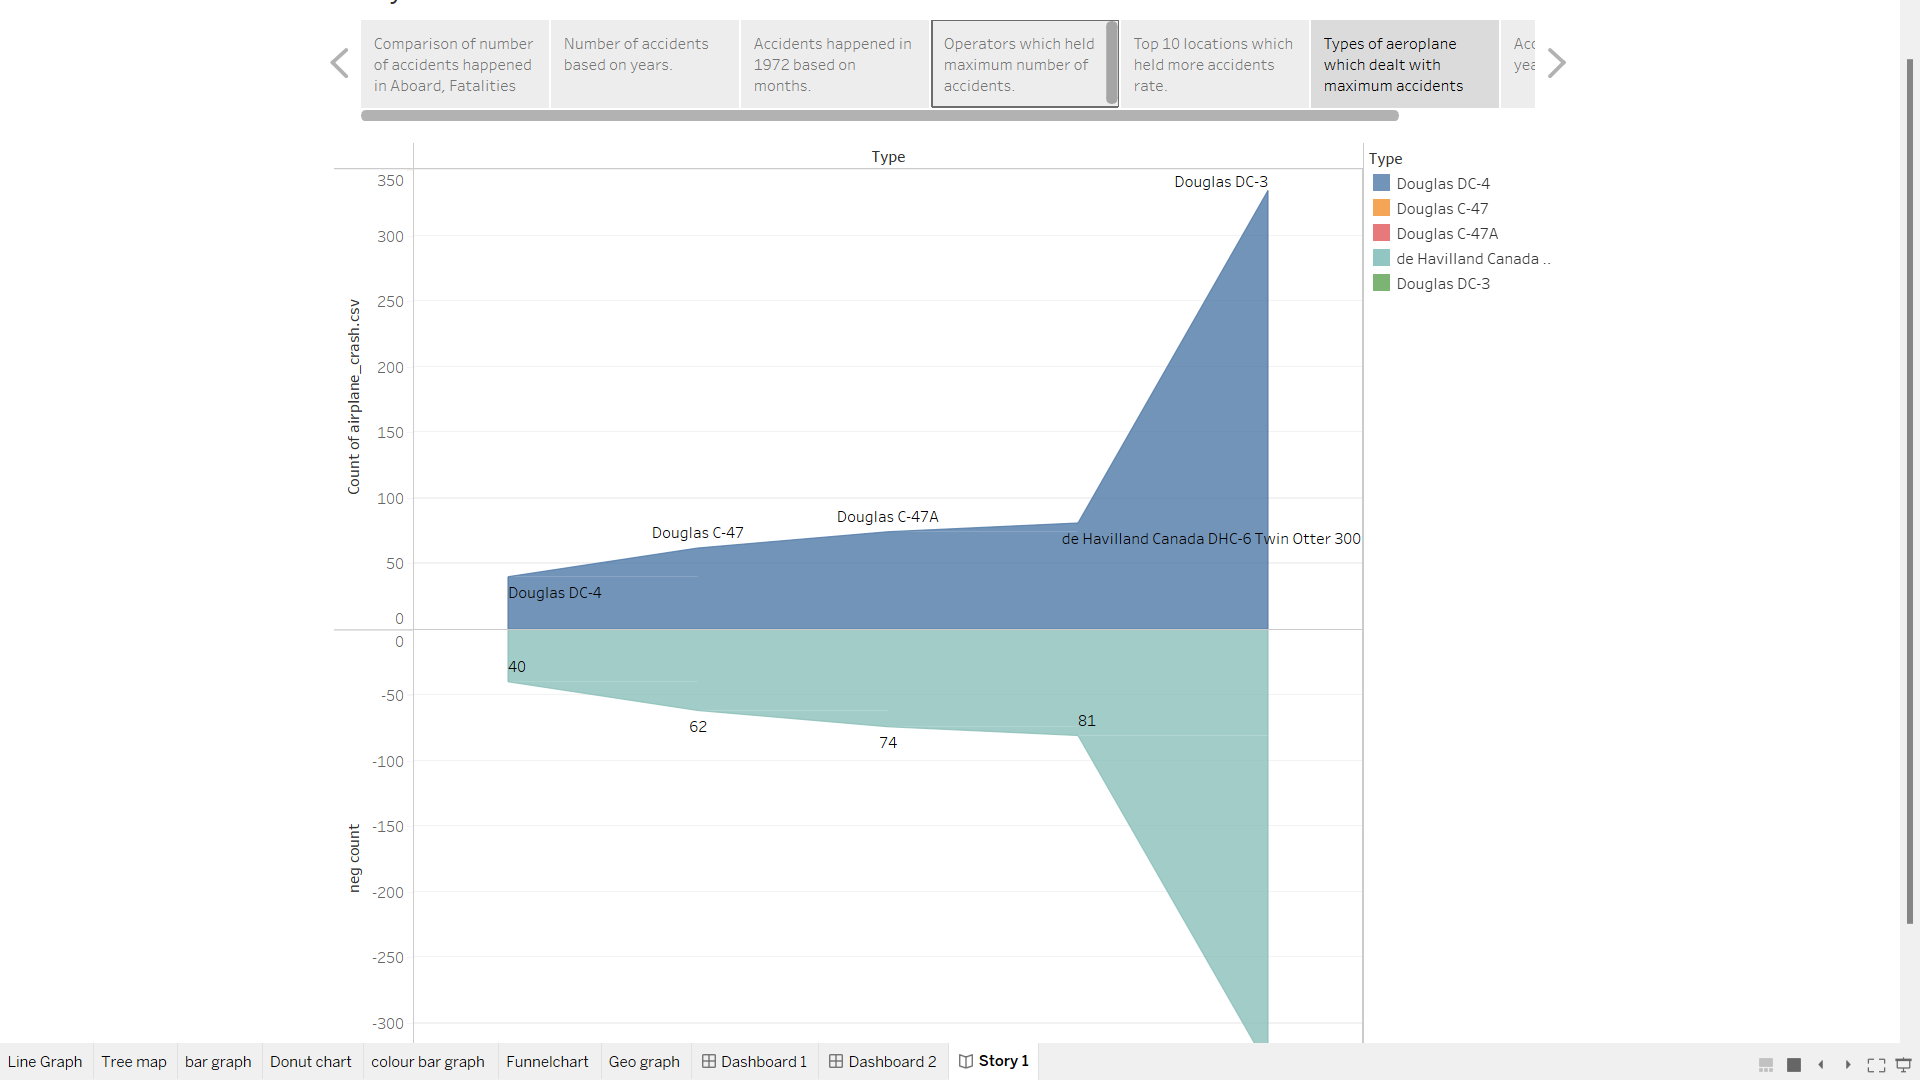 Comparison of number
of accidents happened
in Aboard, Fatalities
Number of accidents
based on years.
Accidents happened in
1972 based on
months.
Operators which held
maximum number of
accidents.
Top 10 locations which
held more accidents
rate.
Types of aeroplane
which dealt with
maximum accidents
Type
350
300
250
200
150
100
50
0
Count of airplane_crash.csv
Douglas DC-3
Douglas C-47
Douglas C-47A
de Havilland Canada DHC-6 Twin Otter 300
Douglas DC-4
0
-50
-100
-150
-200
-250
-300
neg count
40
62
74
81
Type
Douglas DC-4
Douglas C-47
Douglas C-47A
de Havilland Canada ..
Douglas DC-3
Line Graph
Tree map
bar graph
Donut chart
colour bar graph
Funnelchart
Geo graph
Dashboard 1
Dashboard 2
Story 1